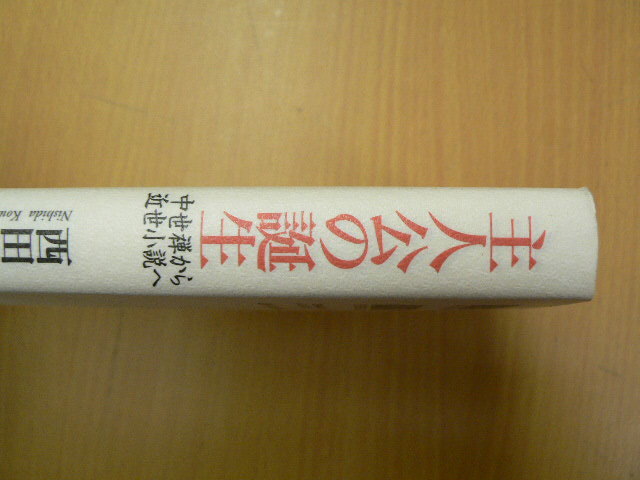 主人公の誕生
中世禅から
近世小説へ
西田
Nishida Kou